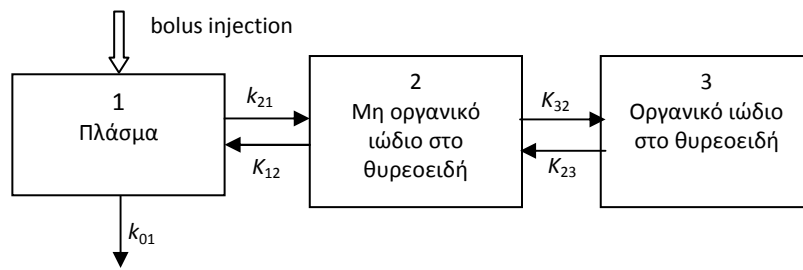 bolus injection
1
Πλάσμα
k21
K12
2
Μη οργανικό
ιώδιο στο
θυρεοειδή
K32
K23
3
Οργανικό ιώδιο
στο θυρεοειδή
k01